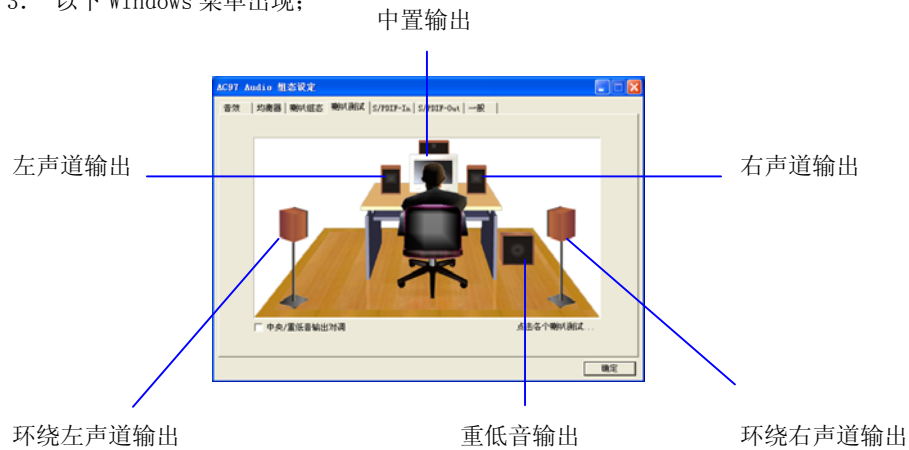 3. 以下 Windows 菜单出现；
中置输出
AC97 Audio 组态设定
音效 均衡器 喇叭组态 喇叭测试 S/PDIF-In S/PDIF-Out 一般
左声道输出
右声道输出
中央/重低音输出对调
点击各个喇叭测试...
确定
环绕左声道输出
重低音输出
环绕右声道输出